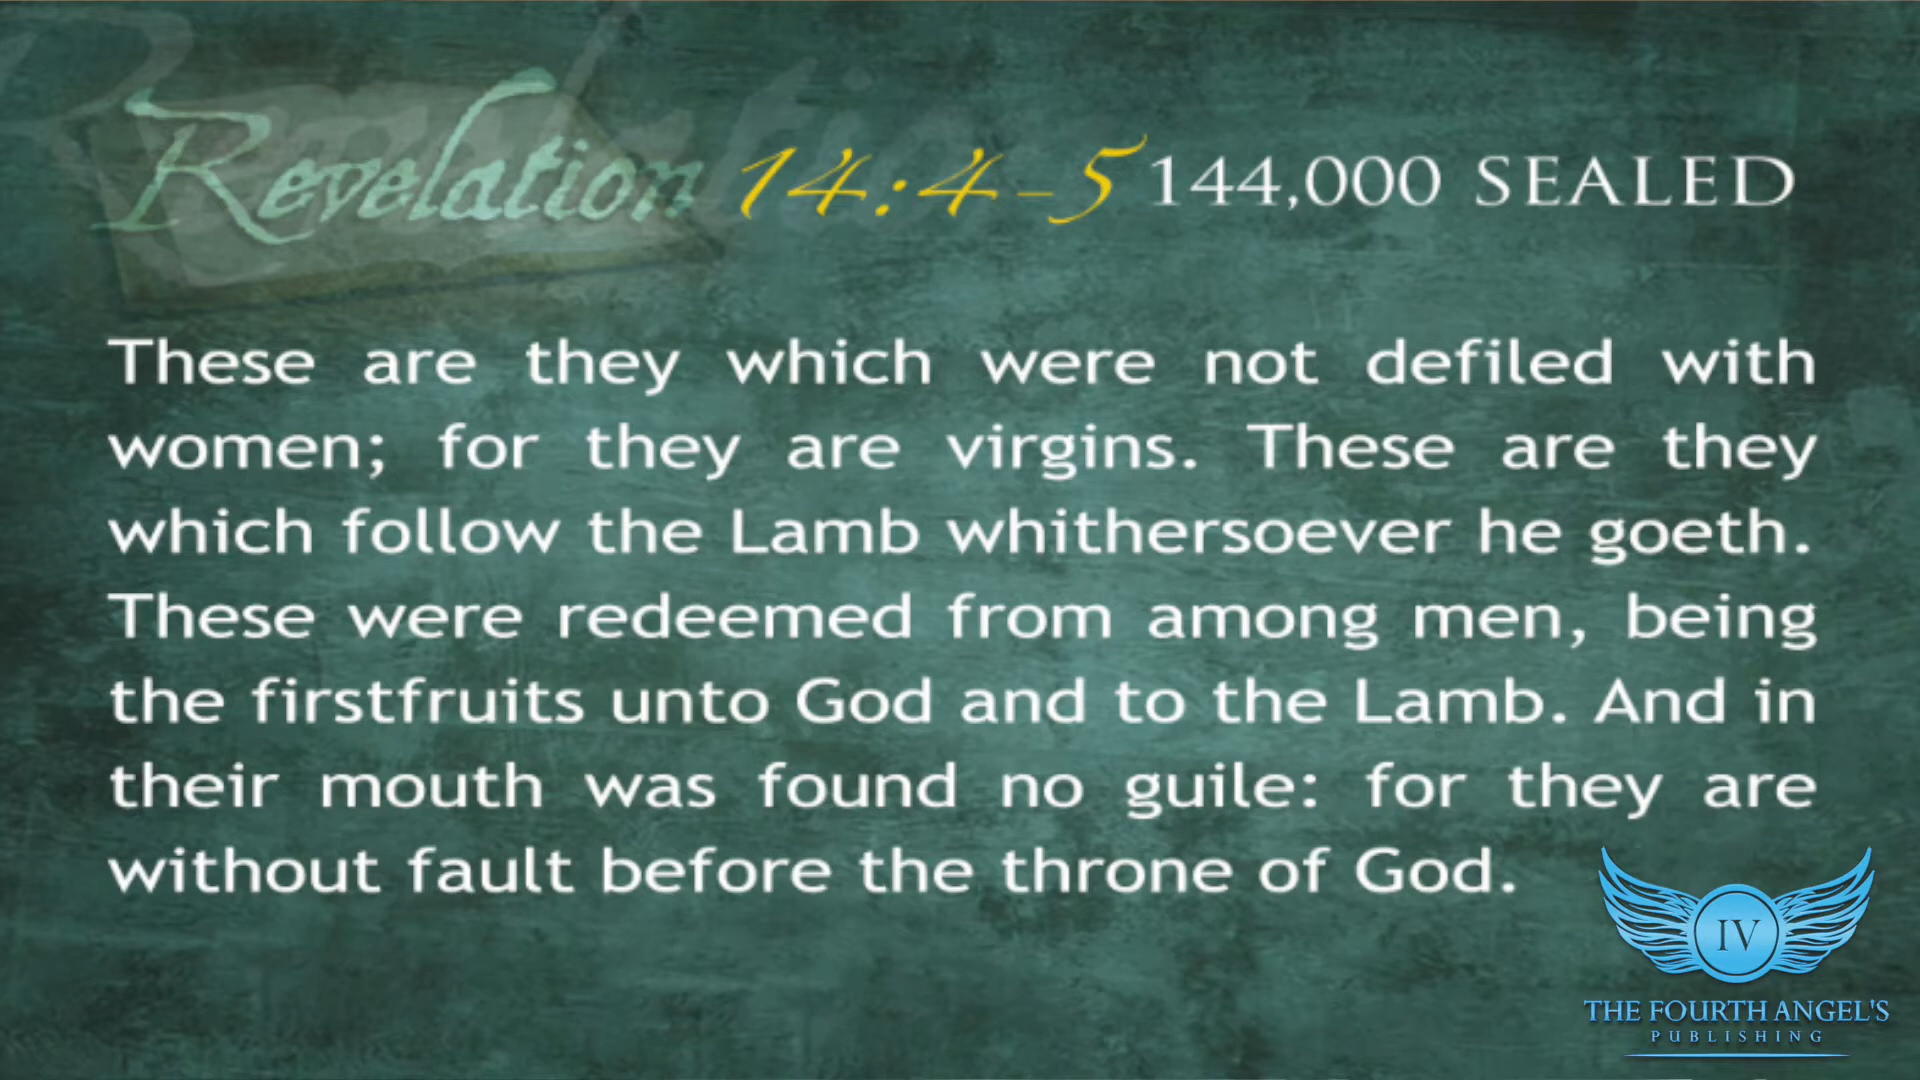 Revelation 14:4-5 144,000 SEALED
These are they which were not defiled with
women; for they are virgins. These are they
which follow the Lamb whithersoever he goeth.
These were redeemed from among men, being
the firstfruits unto God and to the Lamb. And in
their mouth was found no guile: for they are
without fault before the throne of God.
IV
THE FOURTH ANGEL'S
PUBLISHING